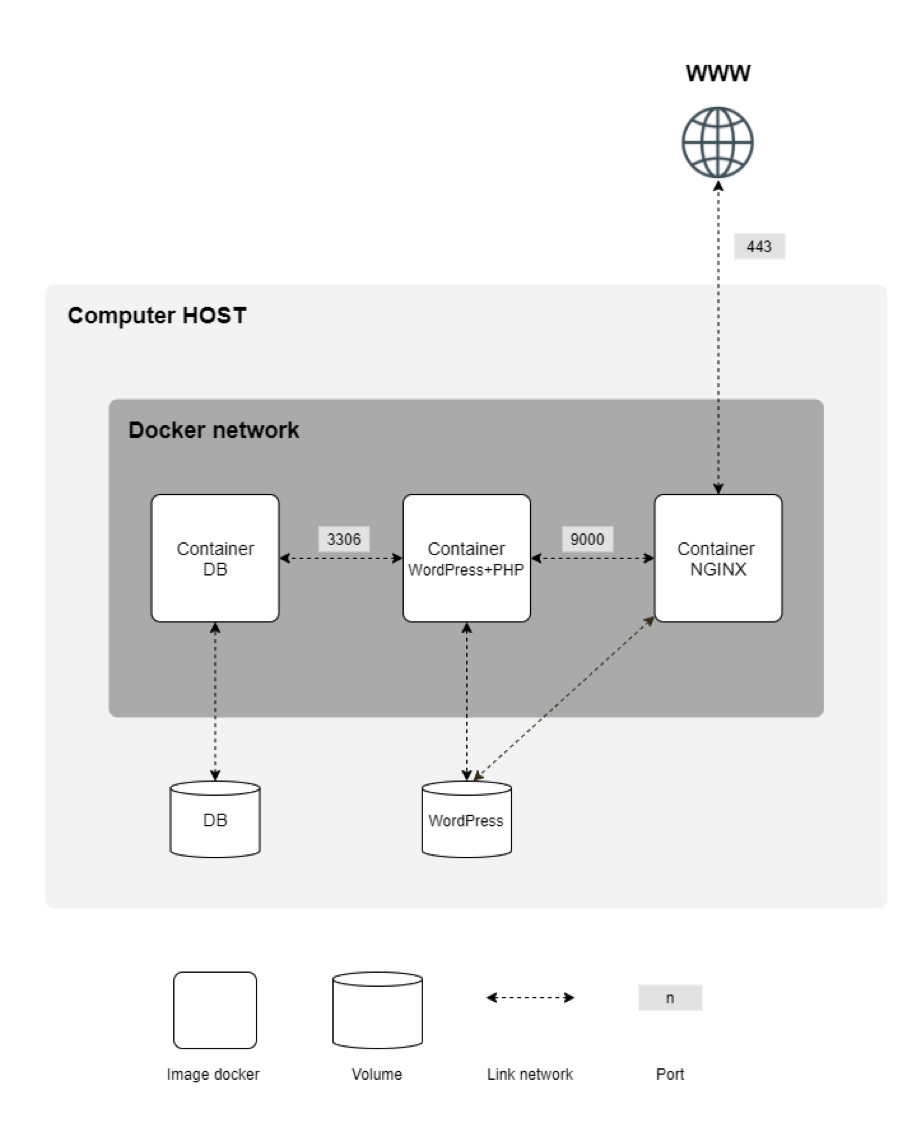 WWW
443
Computer HOST
Docker network
3306
9000
Container
DB
Container
WordPress+PHP
Container
NGINX
DB
WordPress
n
Image docker
Volume
Link network
Port